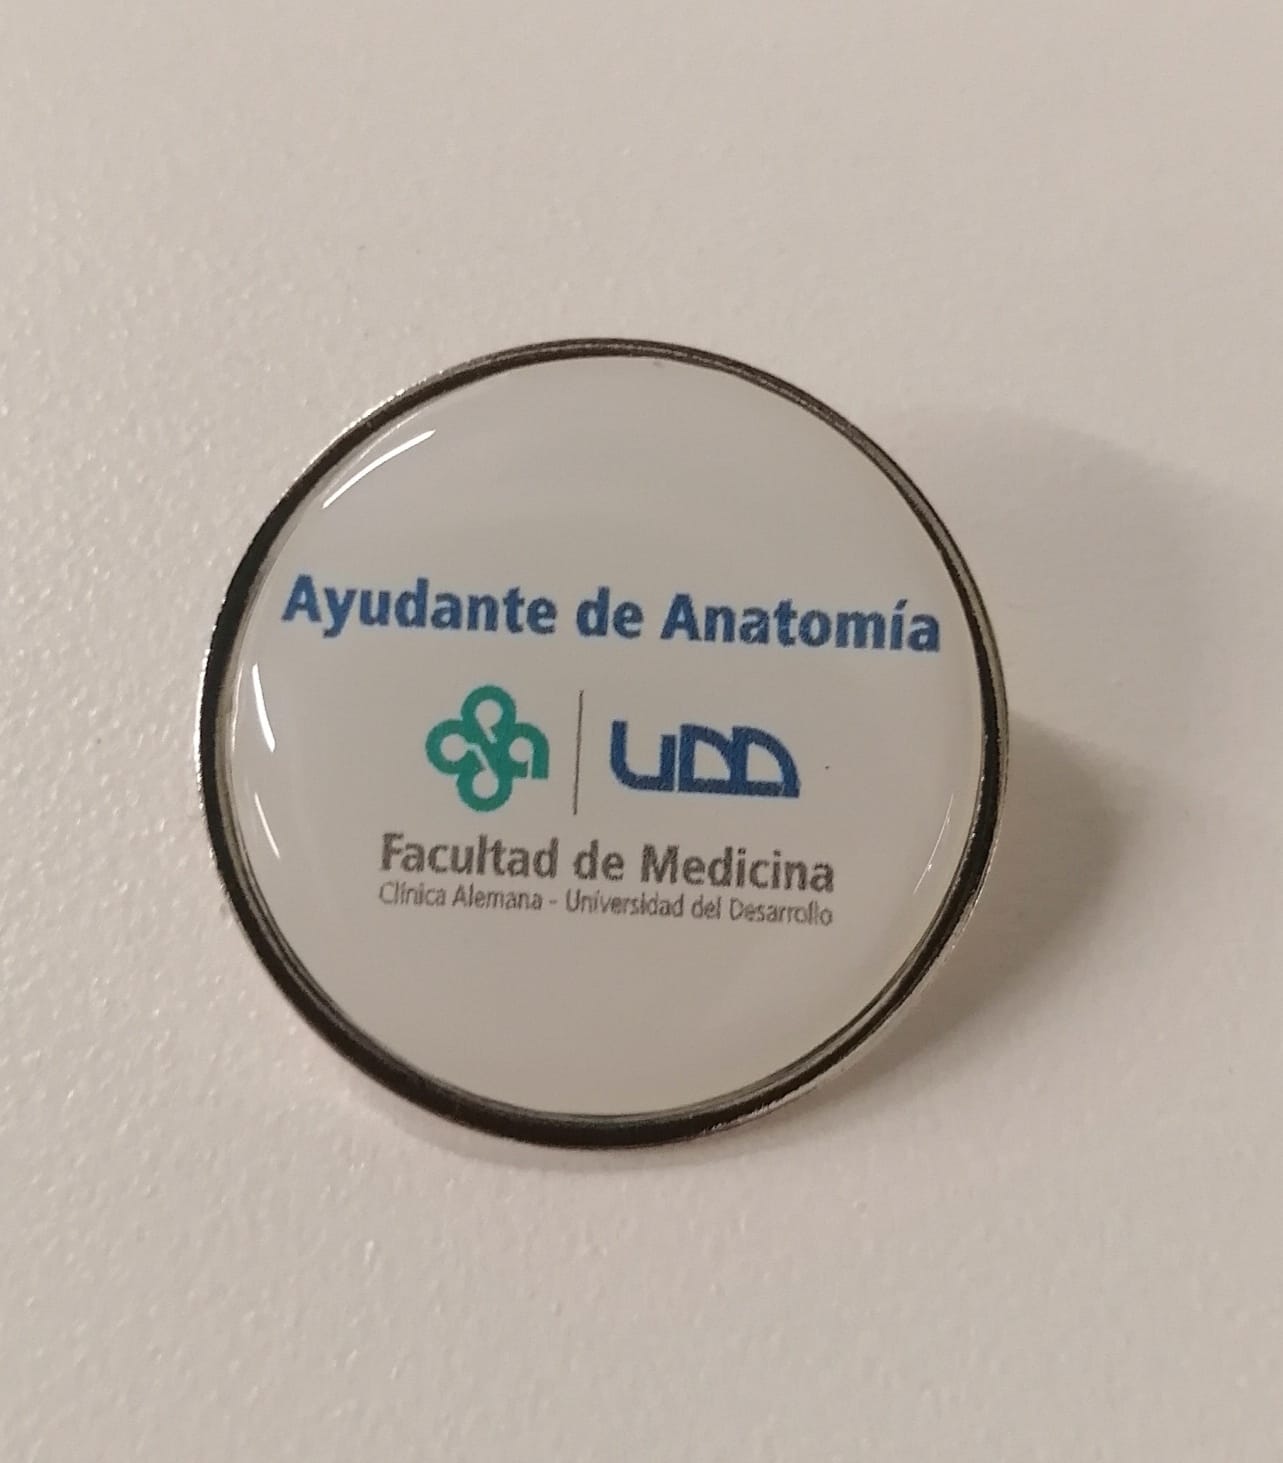 Ayudante de Anatomía
UDD
Facultad de Medicina
Clínica Alemana - Universidad del Desarrollo